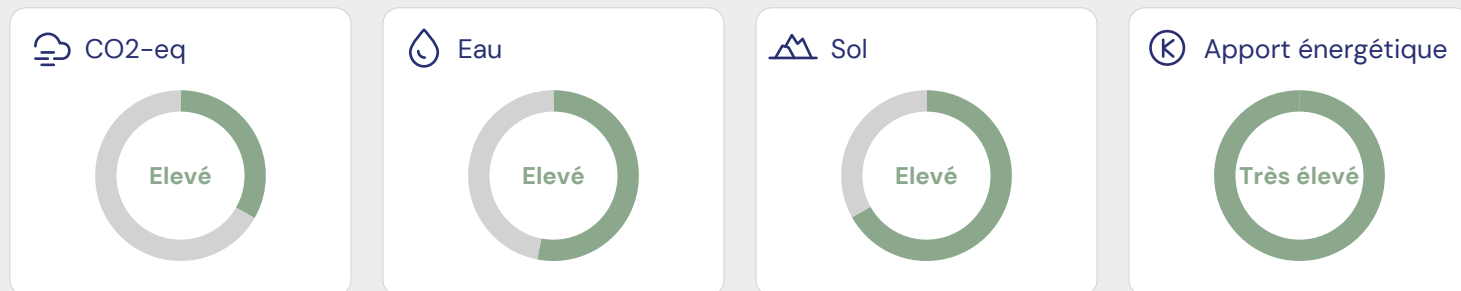 CO2-eq
Elevé
Eau
Elevé
Sol
Elevé
Apport énergétique
Très élevé